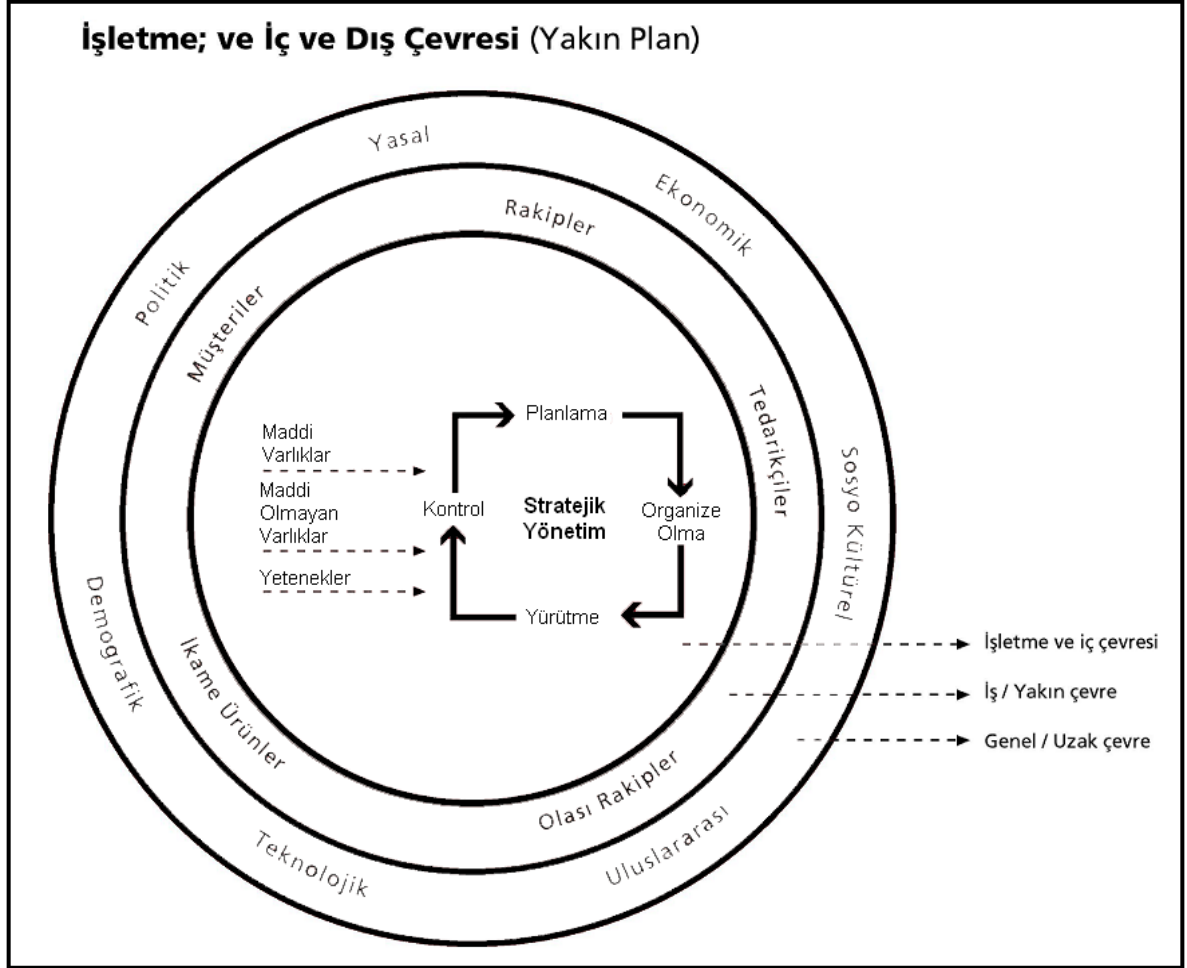 İşletme; ve İç ve Dış Çevresi (Yakın Plan)
Yasal
Ekonomik
Politik
Rakipler
Müşteriler
Tedarikçiler
Sosyo Kültürel
Maddi
Varlıklar
Maddi
Olmayan
Varlıklar
Yetenekler
Planlama
Kontrol
Stratejik
Yönetim
Organize
Olma
Yürütme
Demografik
İkame Ürünler
Olası Rakipler
Teknolojik
Uluslararası
İşletme ve iç çevresi
İş / Yakın çevre
Genel / Uzak çevre